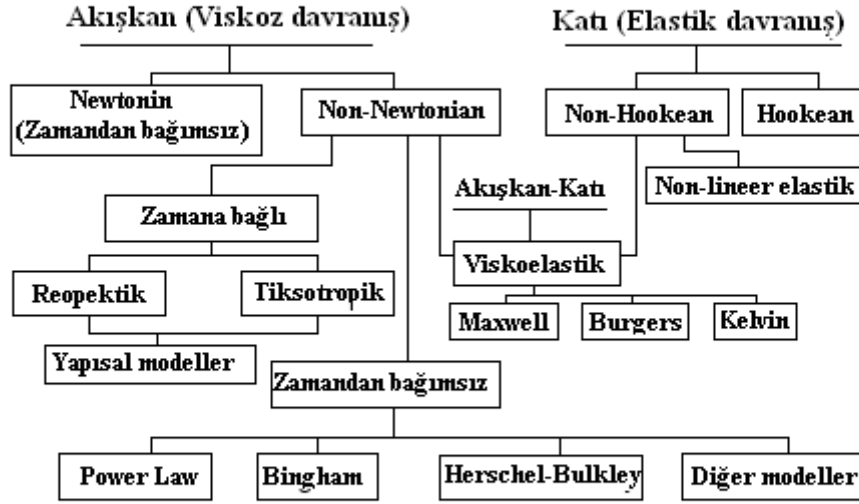 Akışkan (Viskoz davranış)
Katı (Elastik davranış)
Newtonin
(Zamandan bağımsız)
Non-Newtonian
Non-Hookean
Hookean
Akışkan-Katı
Non-lineer elastik
Zamana bağlı
Viskoelastik
Reopektik
Tiksotropik
Maxwell
Burgers
Kelvin
Yapısal modeller
Zamandan bağımsız
Power Law
Bingham
Herschel-Bulkley
Diğer modeller